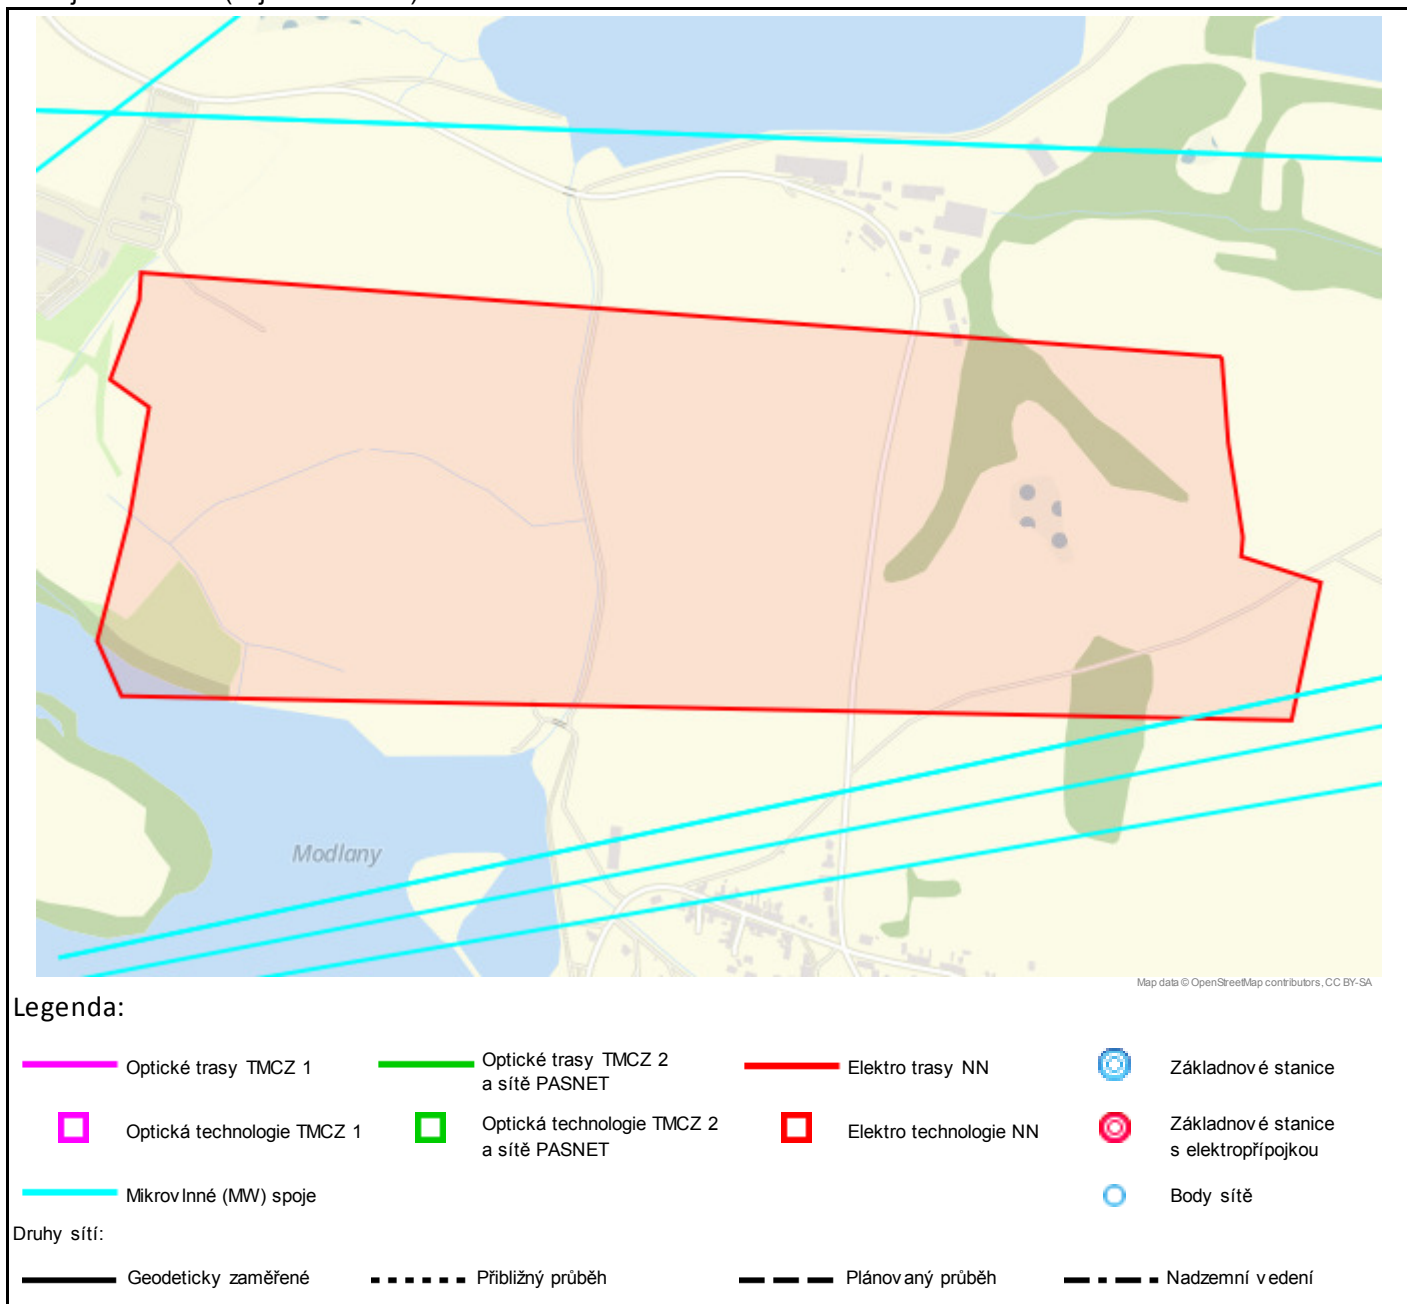 Modlany
Map data © OpenStreetMap contributors, CC BY-SA
Legenda:
Optické trasy TMCZ 1
Optické trasy TMCZ 2
a sítě PASNET
Elektro trasy NN
Základnové stanice
Optická technologie TMCZ 1
Optická technologie TMCZ 2
a sítě PASNET
Elektro technologie NN
Základnové stanice
s elektropřípojkou
Mikrovlnné (MW) spoje
Body sítě
Druhy sítí:
Geodeticky zaměřené
Přibližný průběh
Plánovaný průběh
Nadzemní vedení